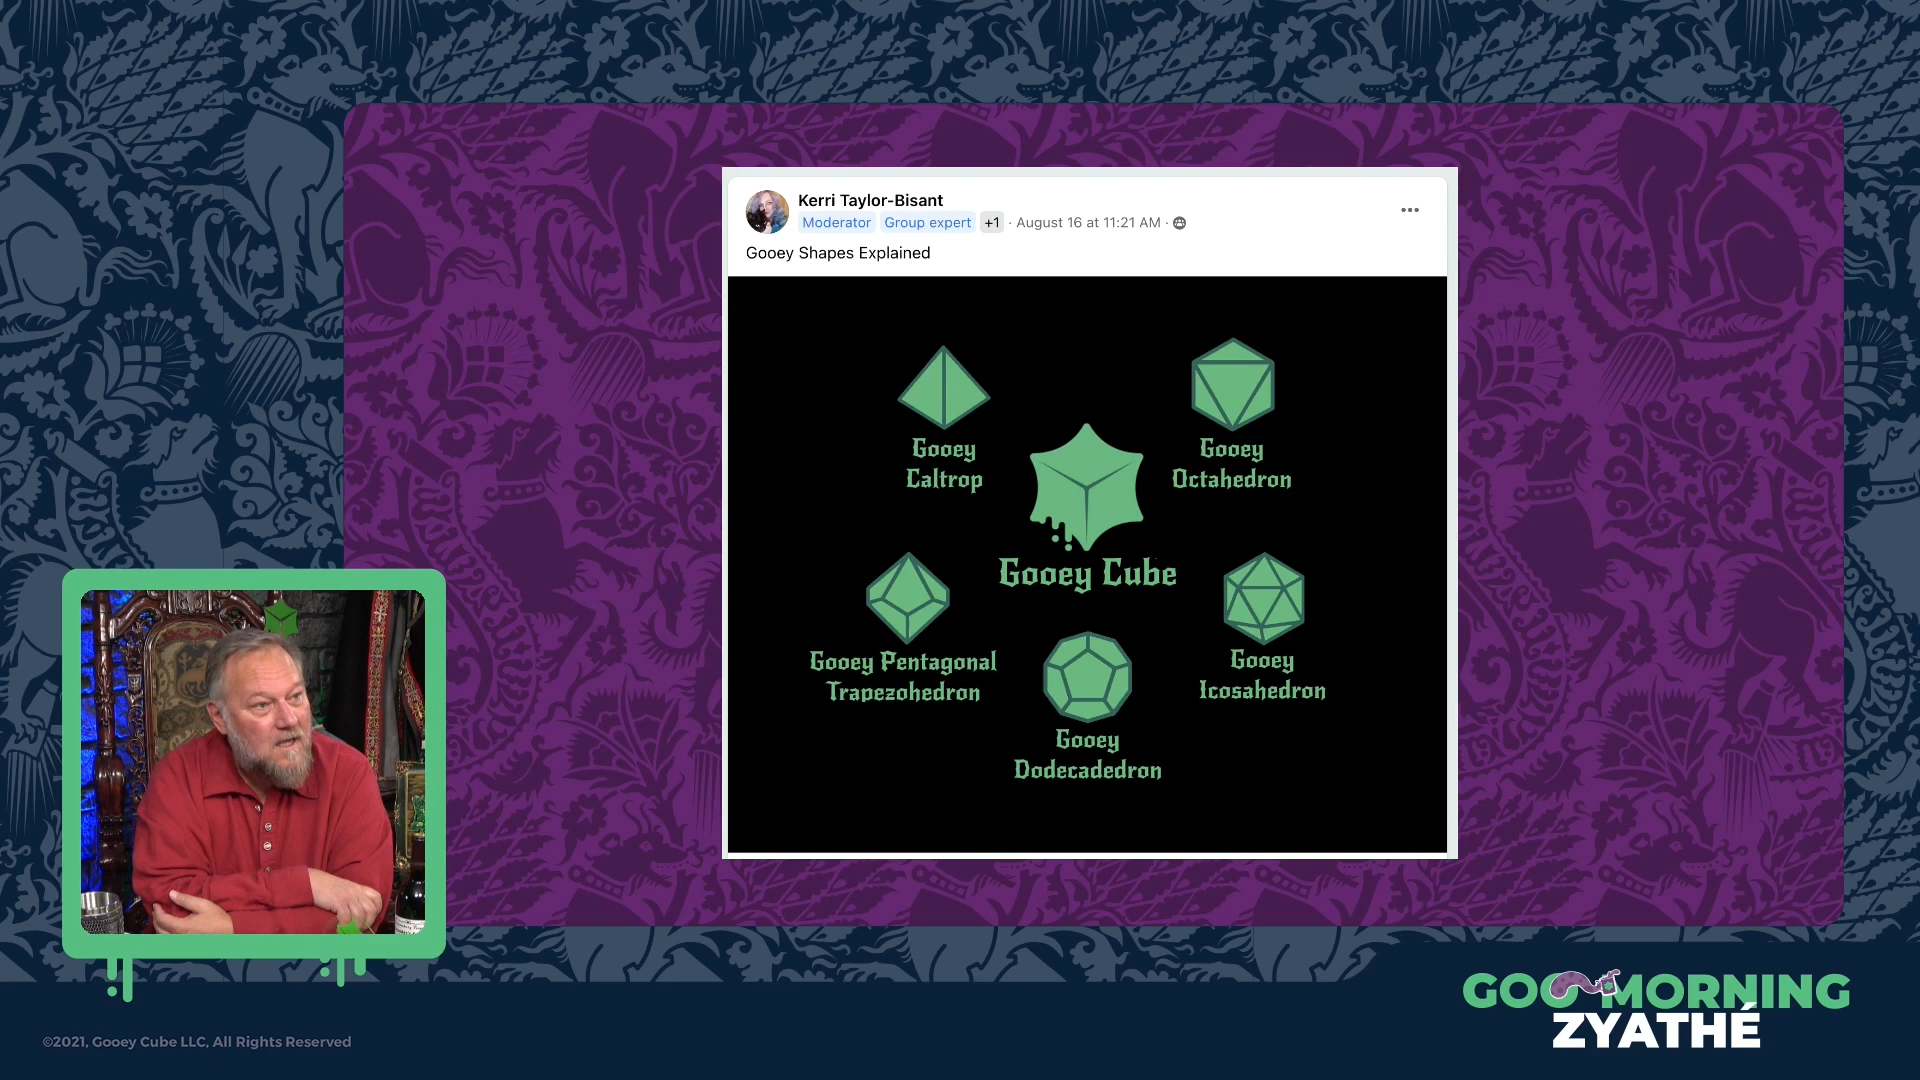 Kerri Taylor-Bisant
Moderator Group expert +1 · August 16 at 11:21 AM ·
Gooey Shapes Explained
Gooey
Caltrop
Gooey
Octahedron
Gooey Cube
Gooey Pentagonal
Trapezohedron
Gooey
Icosahedron
Gooey
Dodecadedron
©2021, Gooey Cube LLC, All Rights Reserved
GOO MORNING
ZYATHÉ